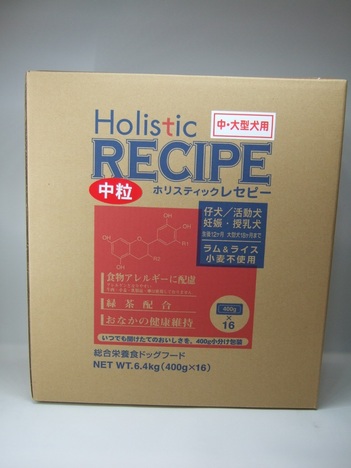 Holistic
中・大型犬用
RECIPE
中粒
ホリスティックレセピー
仔犬／活動犬
妊娠・授乳犬
ラム＆ライス
小麦不使用
OH
OH
OH
食物アレルギーに配慮
緑茶配合
おなかの健康維持
400g
×
16
いつでも開けたてのおいしさを。400g小分け包装
総合栄養食ドッグフード
NET WT.6.4kg(400g×16)